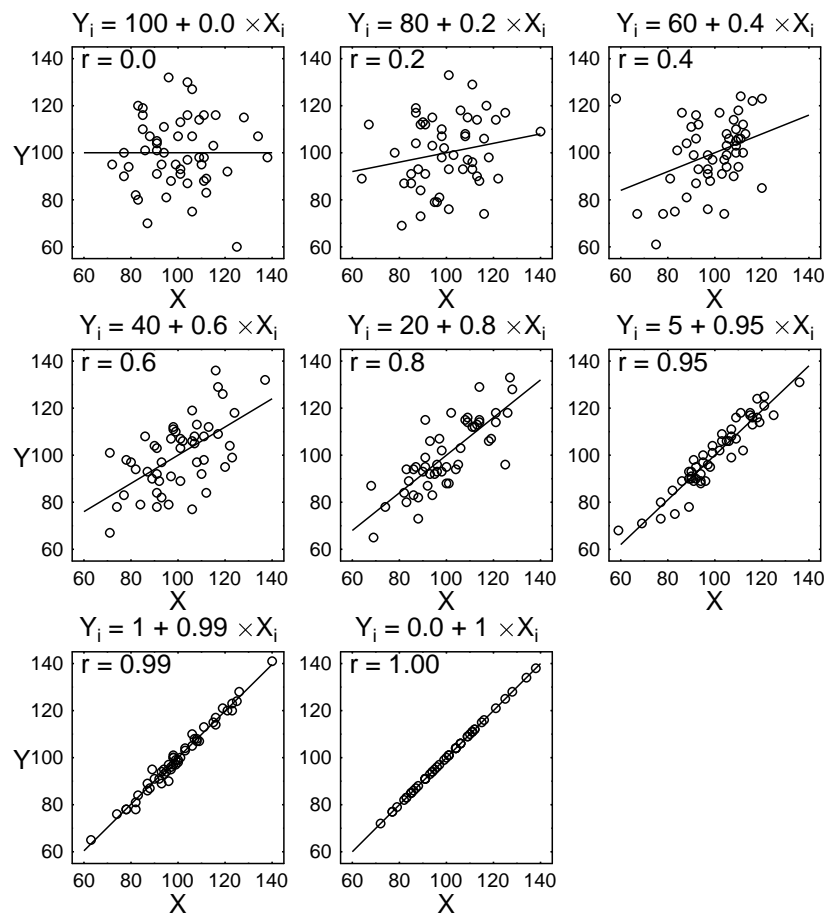 Yᵢ = 100 + 0.0 ×Xᵢ
Yᵢ = 80 + 0.2 ×Xᵢ
Yᵢ = 60 + 0.4 ×Xᵢ
r = 0.0
r = 0.2
r = 0.4
140
120
100
80
60
140
120
100
80
60
140
120
100
80
60
Y
60 80 100 120 140
60 80 100 120 140
60 80 100 120 140
X
X
X
Yᵢ = 40 + 0.6 ×Xᵢ
Yᵢ = 20 + 0.8 ×Xᵢ
Yᵢ = 5 + 0.95 ×Xᵢ
r = 0.6
r = 0.8
r = 0.95
140
120
100
80
60
140
120
100
80
60
140
120
100
80
60
Y
60 80 100 120 140
60 80 100 120 140
60 80 100 120 140
X
X
X
Yᵢ = 1 + 0.99 ×Xᵢ
Yᵢ = 0.0 + 1 ×Xᵢ
r = 0.99
r = 1.00
140
120
100
80
60
140
120
100
80
60
Y
60 80 100 120 140
60 80 100 120 140
X
X